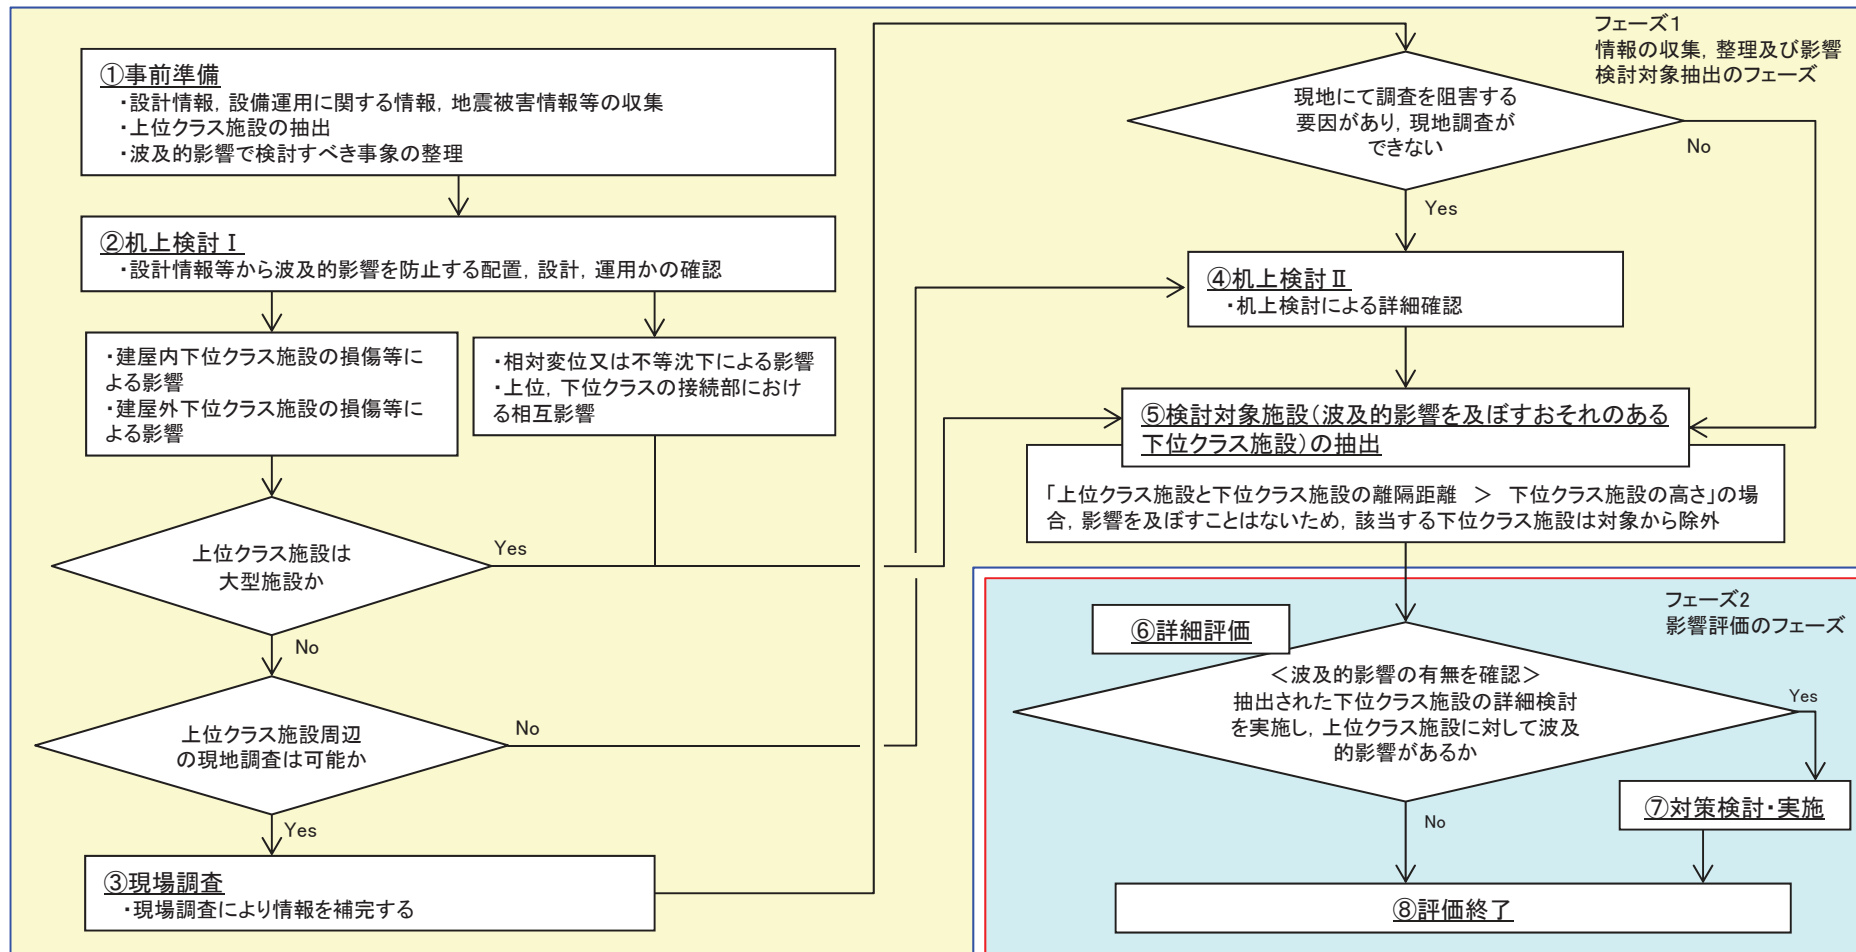 フェーズ1
情報の収集，整理及び影響
検討対象抽出のフェーズ
①事前準備
・設計情報，設備運用に関する情報，地震被害情報等の収集
・上位クラス施設の抽出
・波及的影響で検討すべき事象の整理
②机上検討Ⅰ
・設計情報等から波及的影響を防止する配置，設計，運用かの確認
・建屋内下位クラス施設の損傷等に
よる影響
・建屋外下位クラス施設の損傷等に
よる影響
・相対変位又は不等沈下による影響
・上位，下位クラスの接続部におけ
る相互影響
上位クラス施設は
大型施設か
Yes
No
上位クラス施設周辺
の現地調査は可能か
No
Yes
③現場調査
・現場調査により情報を補完する
現地にて調査を阻害する
要因があり，現地調査が
できない
No
Yes
④机上検討Ⅱ
・机上検討による詳細確認
⑤検討対象施設（波及的影響を及ぼすおそれのある
下位クラス施設）の抽出
「上位クラス施設と下位クラス施設の離隔距離　＞　下位クラス施設の高さ」の場
合，影響を及ぼすことはないため，該当する下位クラス施設は対象から除外
フェーズ2
影響評価のフェーズ
⑥詳細評価
＜波及的影響の有無を確認＞
抽出された下位クラス施設の詳細検討
を実施し，上位クラス施設に対して波及
的影響があるか
Yes
No
⑦対策検討・実施
⑧評価終了